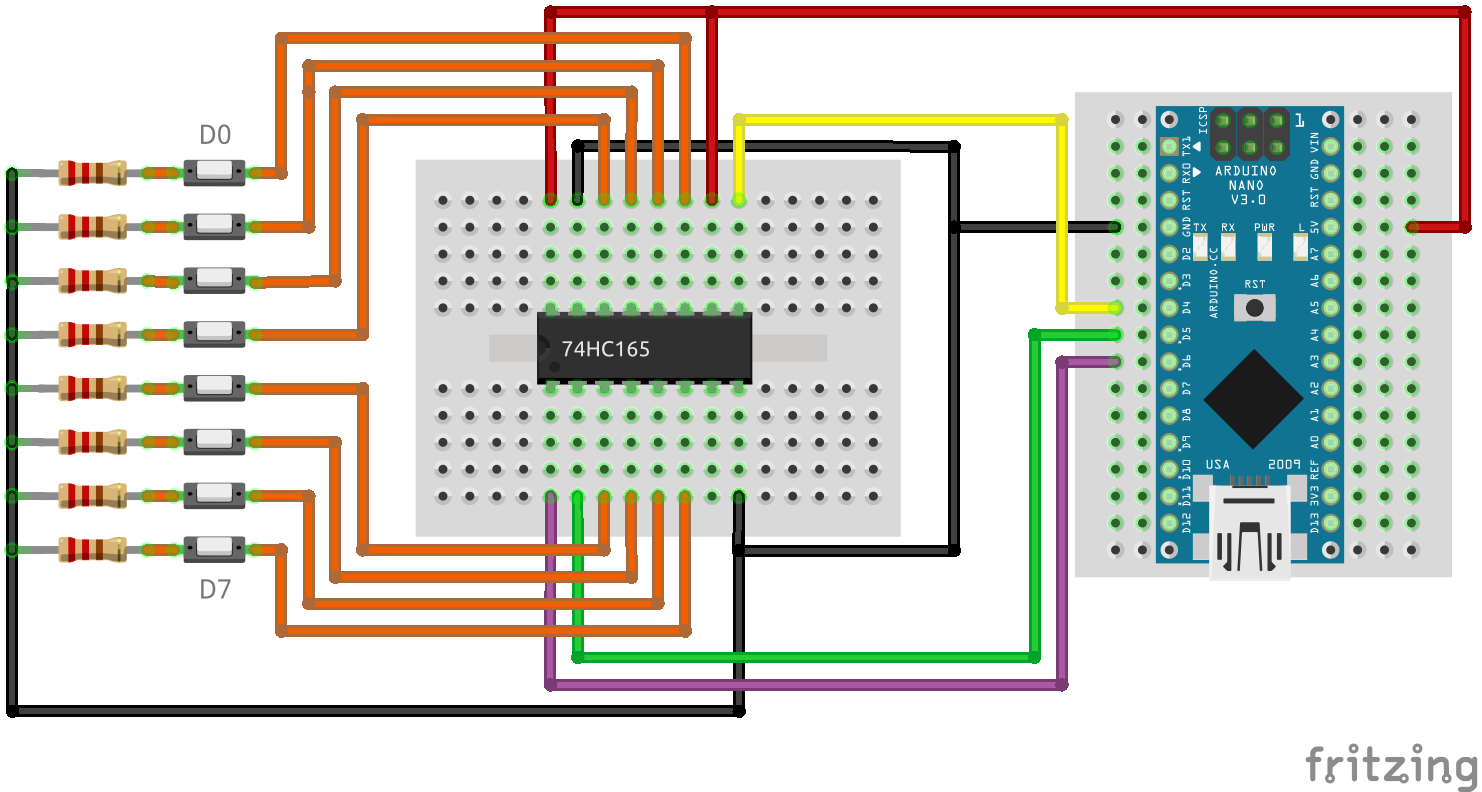 D0
D7
74HC165
ICSP
1
ARDUINO
NANO
V3.0
TX1
RX0
RST
GND
D2
D3
D4
D5
D6
D7
D8
D9
D10
D11
D12
VIN
GND
RST
5V
A7
A6
A5
A4
A3
A2
A1
A0
REF
3V3
D13
TX RX PWR L
RST
ARDUINO.CC
USA 2009
fritzing